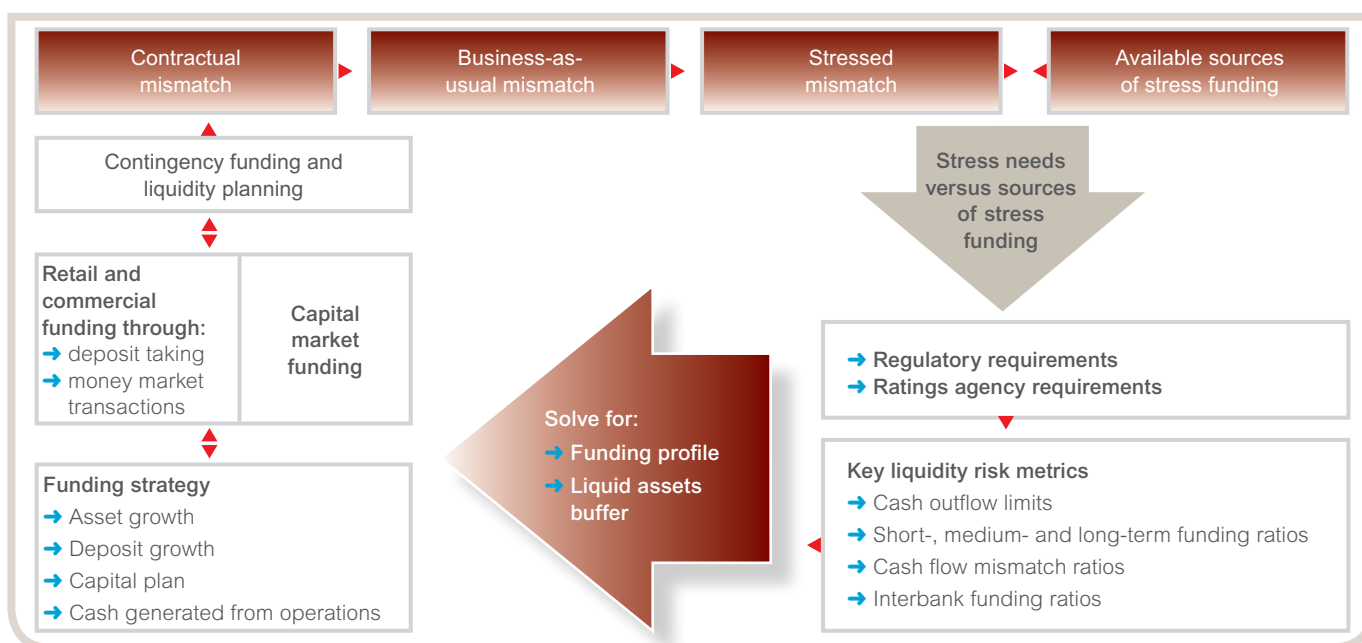 Contractual
mismatch
Business-as-
usual mismatch
Stressed
mismatch
Available sources
of stress funding
Contingency funding and
liquidity planning
Stress needs
versus sources
of stress
funding
Retail and
commercial
funding through:
deposit taking
money market
transactions
Capital
market
funding
Regulatory requirements
Ratings agency requirements
Solve for:
Funding profile
Liquid assets
buffer
Funding strategy
Asset growth
Deposit growth
Capital plan
Cash generated from operations
Key liquidity risk metrics
Cash outflow limits
Short-, medium- and long-term funding ratios
Cash flow mismatch ratios
Interbank funding ratios